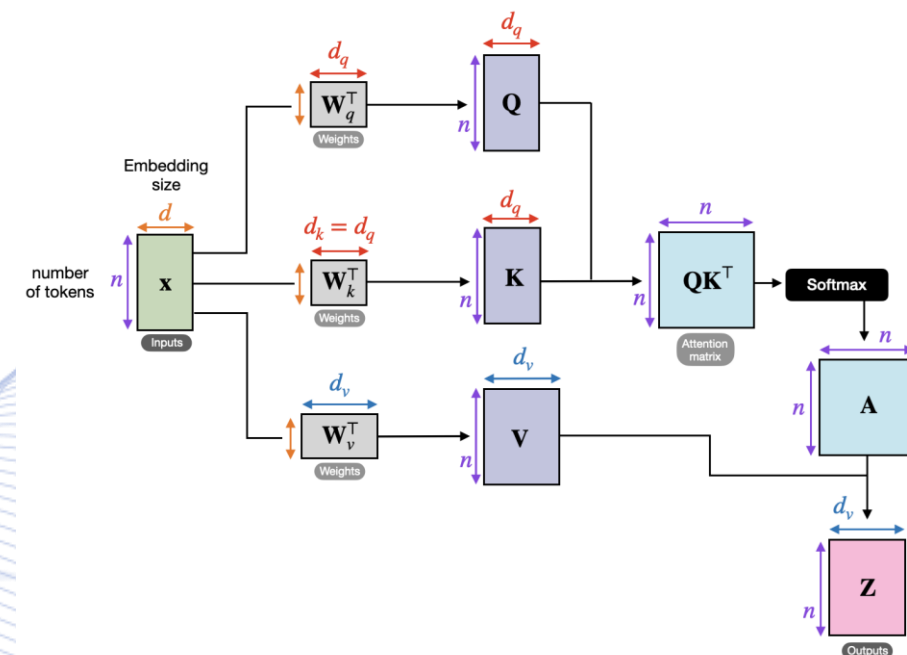 d_q
W_q^⊤
Weights
d_q
n
Q
Embedding
size
d
number
of tokens
n
x
Inputs
d_k = d_q
W_k^⊤
Weights
d_q
n
K
n
n
QK^⊤
Attention
matrix
Softmax
d_v
W_v^⊤
Weights
d_v
n
V
n
n
A
d_v
n
Z
Outputs